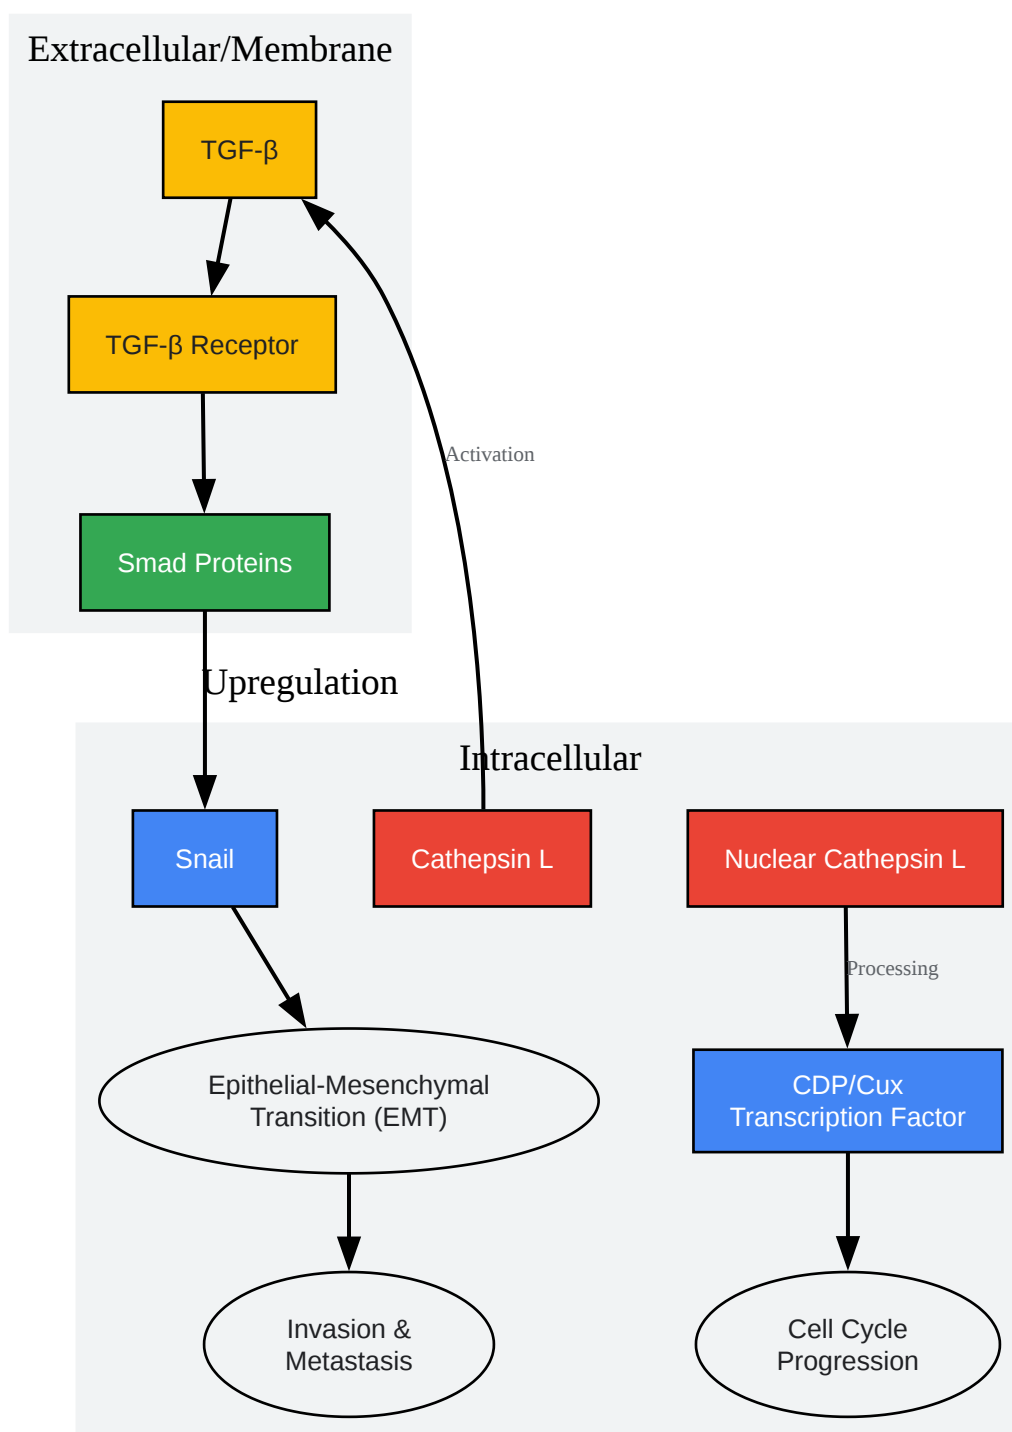 Extracellular/Membrane
TGF-β
TGF-β Receptor
Activation
Smad Proteins
Upregulation
Intracellular
Snail
Cathepsin L
Nuclear Cathepsin L
Processing
Epithelial-Mesenchymal
Transition (EMT)
CDP/Cux
Transcription Factor
Invasion &
Metastasis
Cell Cycle
Progression